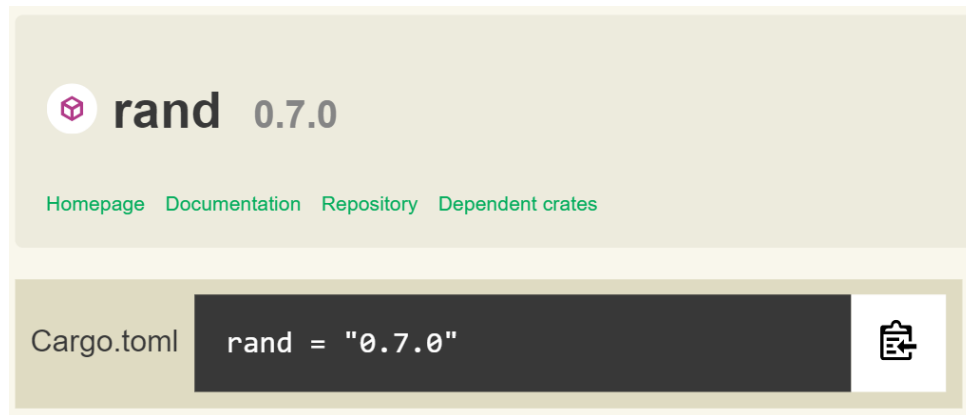 rand 0.7.0
Homepage Documentation Repository Dependent crates
Cargo.toml rand = "0.7.0"